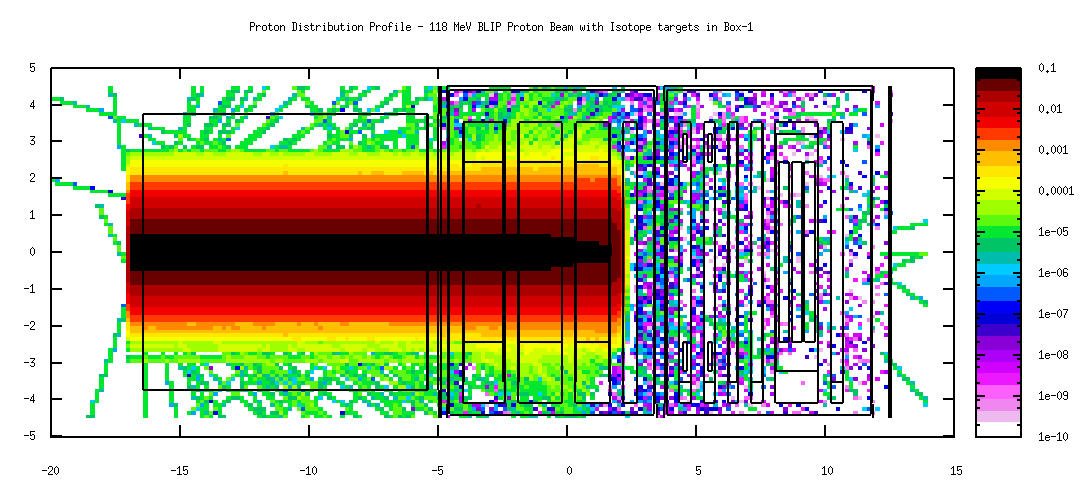 Proton Distribution Profile - 118 MeV BLIP Proton Beam with Isotope targets in Box-1
5
4
3
2
1
0
-1
-2
-3
-4
-5
-20 -15 -10 -5 0 5 10 15
0.1
0.01
0.001
0.0001
1e-05
1e-06
1e-07
1e-08
1e-09
1e-10